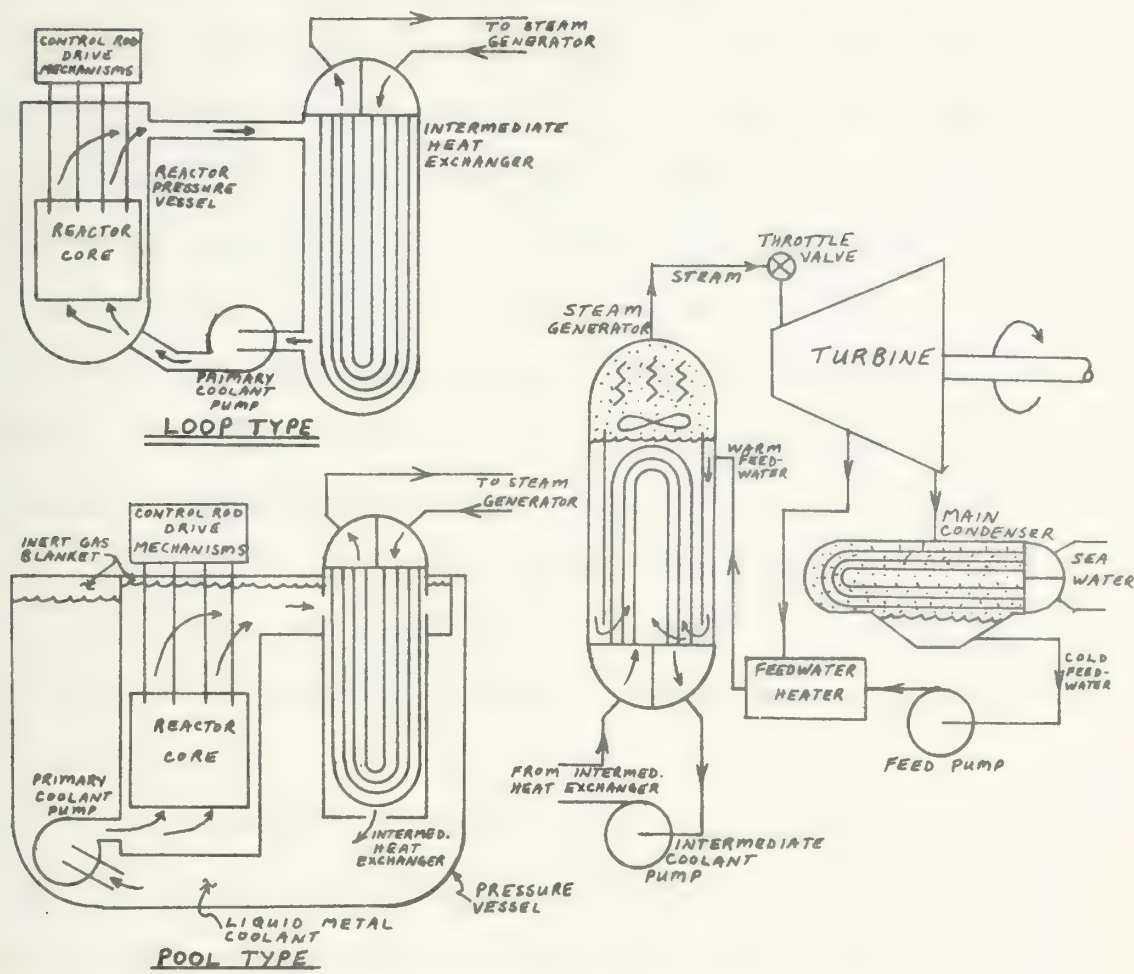 CONTROL ROD
DRIVE
MECHANISMS
TO STEAM
GENERATOR
INTERMEDIATE
HEAT
EXCHANGER
REACTOR
PRESSURE
VESSEL
REACTOR
CORE
PRIMARY
COOLANT
PUMP
LOOP TYPE
TO STEAM
GENERATOR
CONTROL ROD
DRIVE
MECHANISMS
INERT GAS
BLANKET
REACTOR
CORE
PRIMARY
COOLANT
PUMP
INTERMED.
HEAT
EXCHANGER
PRESSURE
VESSEL
LIQUID METAL
COOLANT
POOL TYPE
THROTTLE
VALVE
STEAM
STEAM
GENERATOR
TURBINE
WARM
FEED-
WATER
MAIN
CONDENSER
SEA
WATER
COLD
FEED-
WATER
FEEDWATER
HEATER
FEED PUMP
FROM INTERMED.
HEAT EXCHANGER
INTERMEDIATE
COOLANT
PUMP